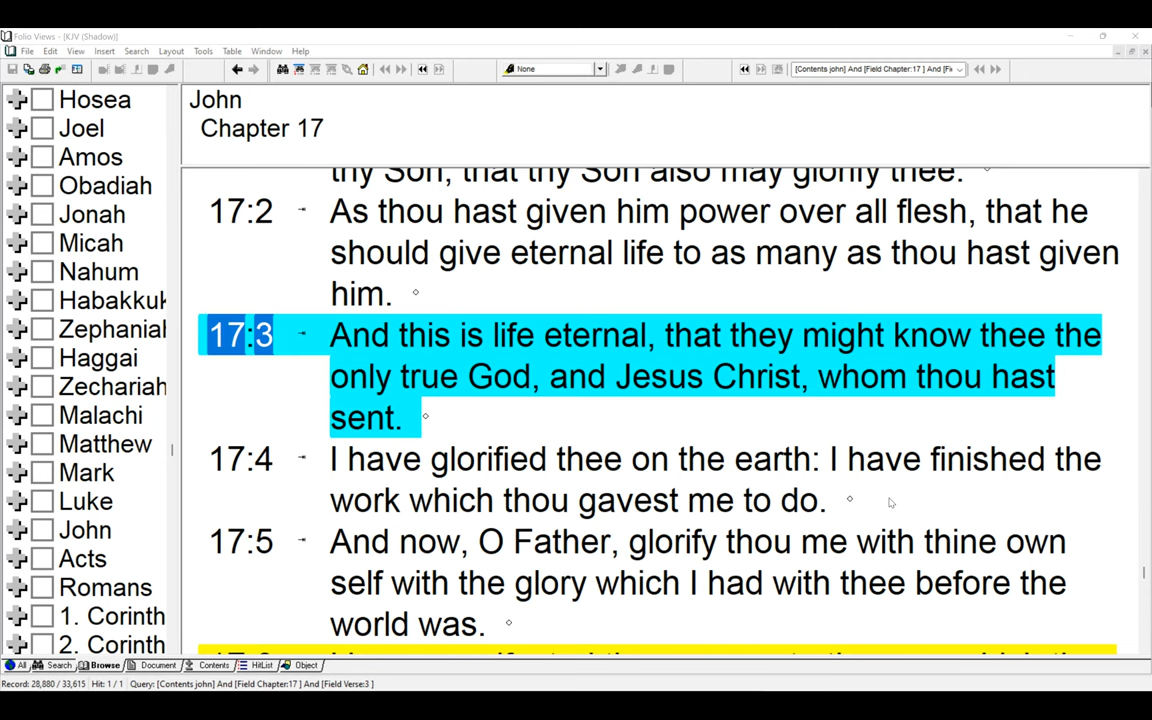 Folio Views - [KJV (Shadow)]
File Edit View Insert Search Layout Tools Table Window Help
None
[Contents john] And [Field Chapter:17 ] And [Fi
Hosea
Joel
Amos
Obadiah
Jonah
Micah
Nahum
Habakkuk
Zephaniah
Haggai
Zechariah
Malachi
Matthew
Mark
Luke
John
Acts
Romans
1. Corinth
2. Corinth
John
Chapter 17
thy Son, that thy Son also may glorify thee:
17:2 As thou hast given him power over all flesh, that he
should give eternal life to as many as thou hast given
him.
17:3 And this is life eternal, that they might know thee the
only true God, and Jesus Christ, whom thou hast
sent.
17:4 I have glorified thee on the earth: I have finished the
work which thou gavest me to do.
17:5 And now, O Father, glorify thou me with thine own
self with the glory which I had with thee before the
world was.
All Search Browse Document Contents HitList Object
Record: 28,880 / 33,615 Hit: 1 / 1 Query: [Contents john] And [Field Chapter:17 ] And [Field Verse:3 ]